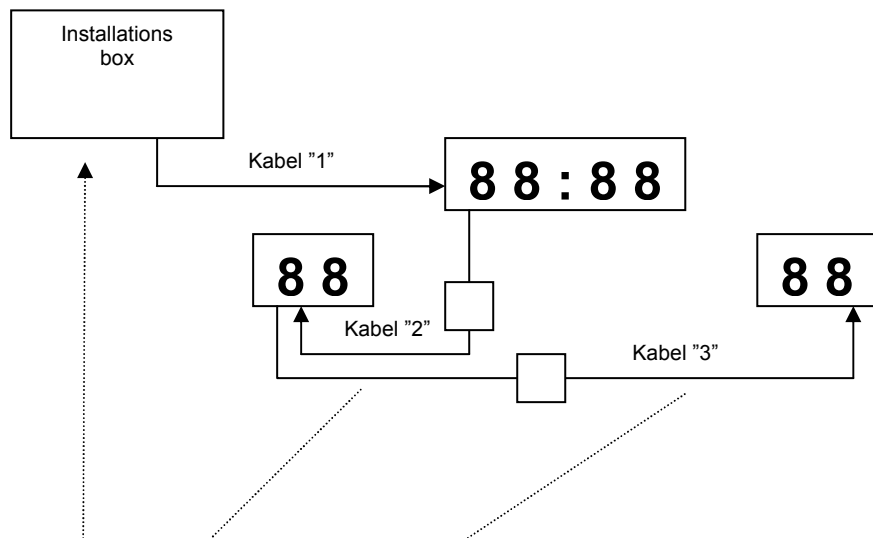 Installations
box
Kabel ”1”
88:88
88
88
Kabel ”2”
Kabel ”3”